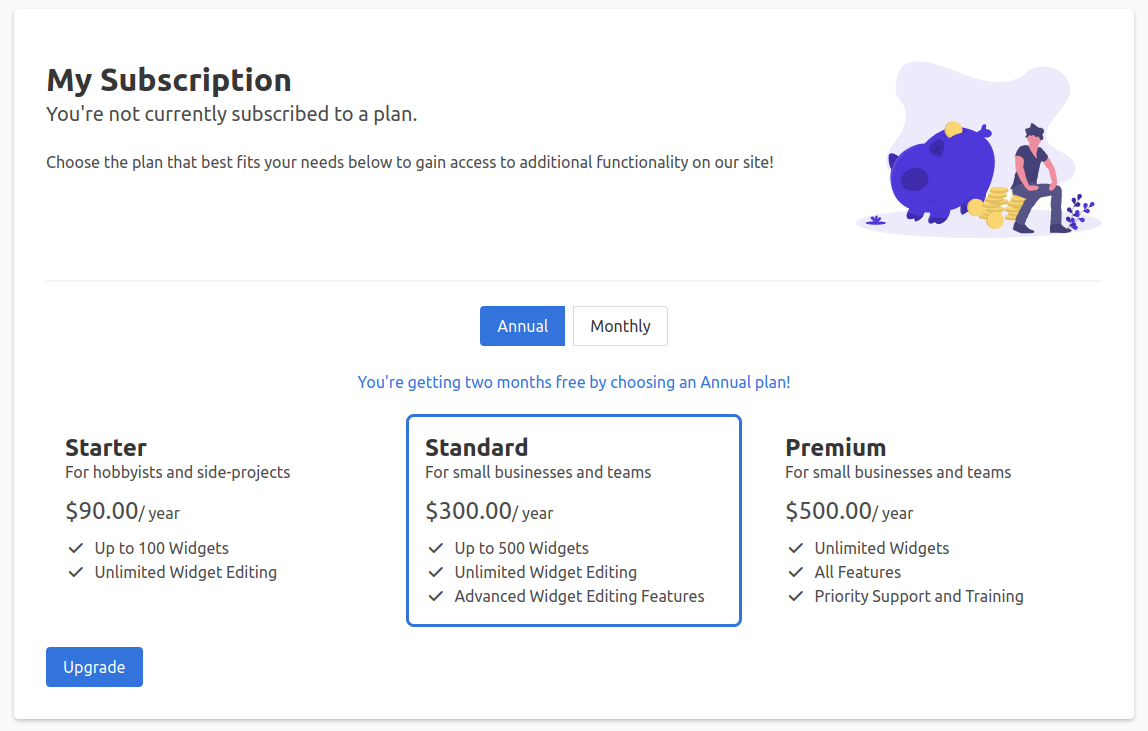 My Subscription
You're not currently subscribed to a plan.
Choose the plan that best fits your needs below to gain access to additional functionality on our site!
Annual
Monthly
You're getting two months free by choosing an Annual plan!
Starter
For hobbyists and side-projects
$90.00/ year
Up to 100 Widgets
Unlimited Widget Editing
Standard
For small businesses and teams
$300.00/ year
Up to 500 Widgets
Unlimited Widget Editing
Advanced Widget Editing Features
Premium
For small businesses and teams
$500.00/ year
Unlimited Widgets
All Features
Priority Support and Training
Upgrade